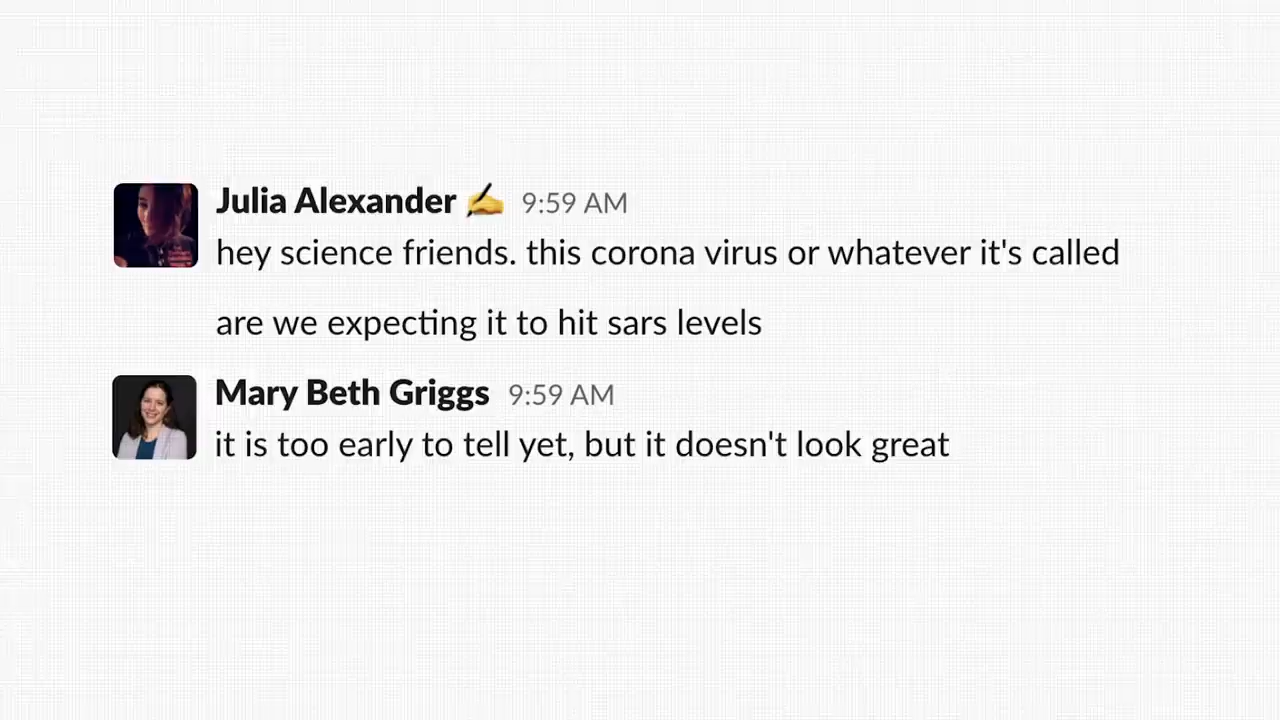 Julia Alexander ✍️ 9:59 AM
hey science friends. this corona virus or whatever it's called
are we expecting it to hit sars levels
Mary Beth Griggs 9:59 AM
it is too early to tell yet, but it doesn't look great